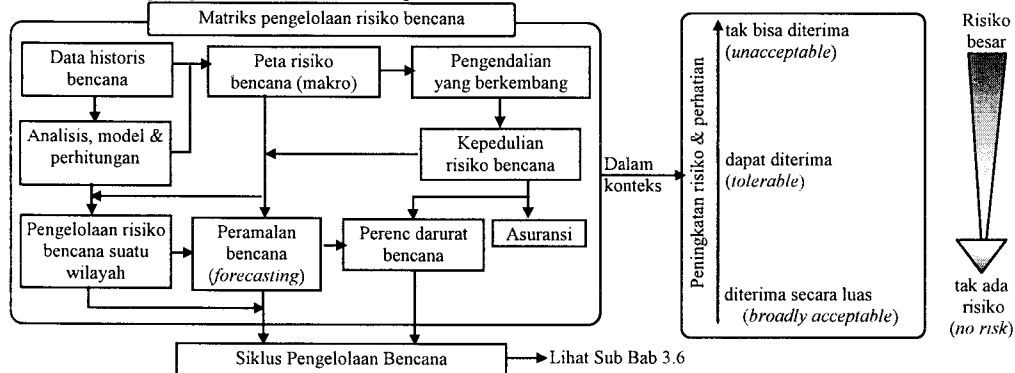 Matriks pengelolaan risiko bencana
Data historis
bencana
Peta risiko
bencana (makro)
Pengendalian
yang berkembang
Analisis, model &
perhitungan
Kepedulian
risiko bencana
Pengelolaan risiko
bencana suatu
wilayah
Peramalan
bencana
(forecasting)
Perenc darurat
bencana
Asuransi
Siklus Pengelolaan Bencana
Lihat Sub Bab 3.6
Dalam
konteks
Peningkatan risiko & perhatian
tak bisa diterima
(unacceptable)
dapat diterima
(tolerable)
diterima secara luas
(broadly acceptable)
Risiko
besar
tak ada
risiko
(no risk)